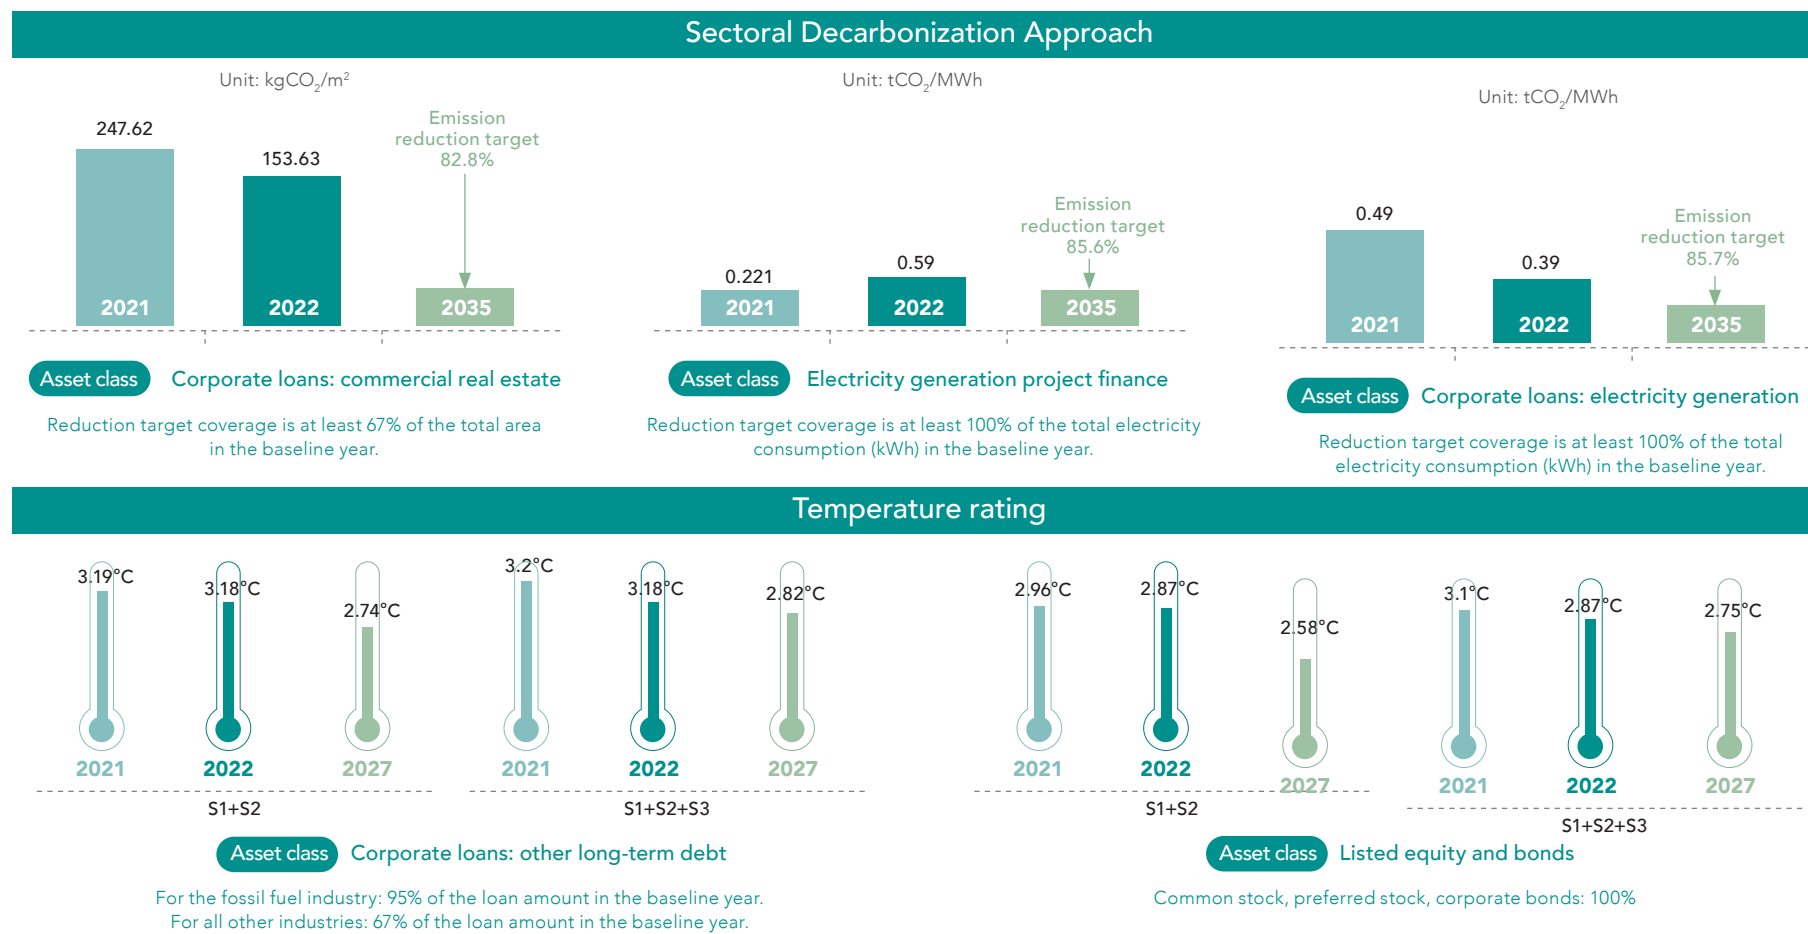 Sectoral Decarbonization Approach
Unit: kgCO2/m2
247.62
153.63
Emission
reduction target
82.8%
2021
2022
2035
Asset class
Corporate loans: commercial real estate
Reduction target coverage is at least 67% of the total area
in the baseline year.
Unit: tCO2/MWh
0.221
0.59
Emission
reduction target
85.6%
2021
2022
2035
Asset class
Electricity generation project finance
Reduction target coverage is at least 100% of the total electricity
consumption (kWh) in the baseline year.
Unit: tCO2/MWh
0.49
0.39
Emission
reduction target
85.7%
2021
2022
2035
Asset class
Corporate loans: electricity generation
Reduction target coverage is at least 100% of the total
electricity consumption (kWh) in the baseline year.
Temperature rating
3.19°C
3.18°C
2.74°C
2021
2022
2027
S1+S2
3.2°C
3.18°C
2.82°C
2021
2022
2027
S1+S2+S3
Asset class
Corporate loans: other long-term debt
For the fossil fuel industry: 95% of the loan amount in the baseline year.
For all other industries: 67% of the loan amount in the baseline year.
2.96°C
2.87°C
2.58°C
2021
2022
2027
S1+S2
3.1°C
2.87°C
2.75°C
2021
2022
2027
S1+S2+S3
Asset class
Listed equity and bonds
Common stock, preferred stock, corporate bonds: 100%